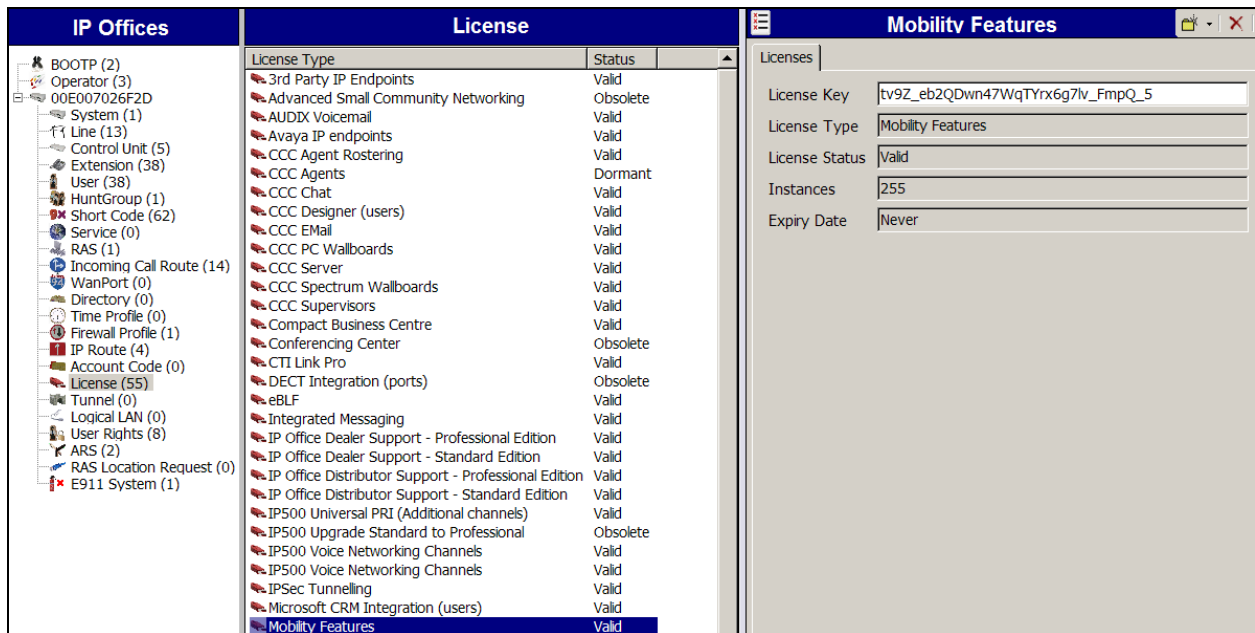 IP Offices
BOOTP (2)
Operator (3)
00E007026F2D
System (1)
Line (13)
Control Unit (5)
Extension (38)
User (38)
HuntGroup (1)
Short Code (62)
Service (0)
RAS (1)
Incoming Call Route (14)
WanPort (0)
Directory (0)
Time Profile (0)
Firewall Profile (1)
IP Route (4)
Account Code (0)
License (55)
Tunnel (0)
Logical LAN (0)
User Rights (8)
ARS (2)
RAS Location Request (0)
E911 System (1)
License
License Type Status
3rd Party IP Endpoints Valid
Advanced Small Community Networking Obsolete
AUDIX Voicemail Valid
Avaya IP endpoints Valid
CCC Agent Rostering Valid
CCC Agents Dormant
CCC Chat Valid
CCC Designer (users) Valid
CCC EMail Valid
CCC PC Wallboards Valid
CCC Server Valid
CCC Spectrum Wallboards Valid
CCC Supervisors Valid
Compact Business Centre Valid
Conferencing Center Obsolete
CTI Link Pro Valid
DECT Integration (ports) Obsolete
eBLF Valid
Integrated Messaging Valid
IP Office Dealer Support - Professional Edition Valid
IP Office Dealer Support - Standard Edition Valid
IP Office Distributor Support - Professional Edition Valid
IP Office Distributor Support - Standard Edition Valid
IP500 Universal PRI (Additional channels) Valid
IP500 Upgrade Standard to Professional Obsolete
IP500 Voice Networking Channels Valid
IP500 Voice Networking Channels Valid
IPSec Tunnelling Valid
Microsoft CRM Integration (users) Valid
Mobility Features Valid
Mobility Features
Licenses
License Key tv9Z_eb2QDwn47WqTYrx6g7lv_FmpQ_5
License Type Mobility Features
License Status Valid
Instances 255
Expiry Date Never